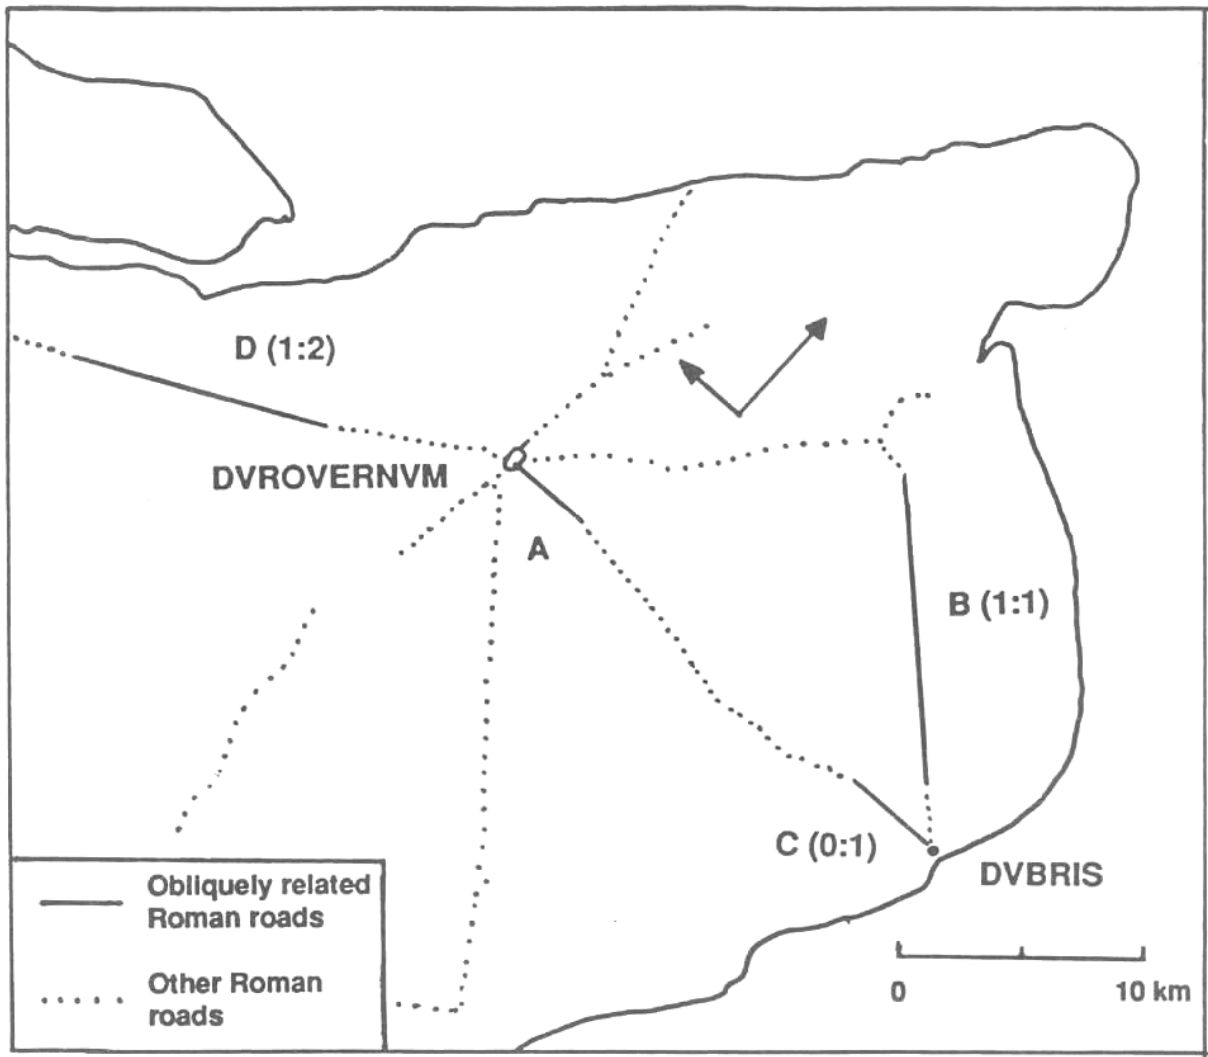 D (1:2)
DVROVERNVM
A
B (1:1)
C (0:1)
DVBRIS
Obliquely related
Roman roads
Other Roman
roads
0 10 km